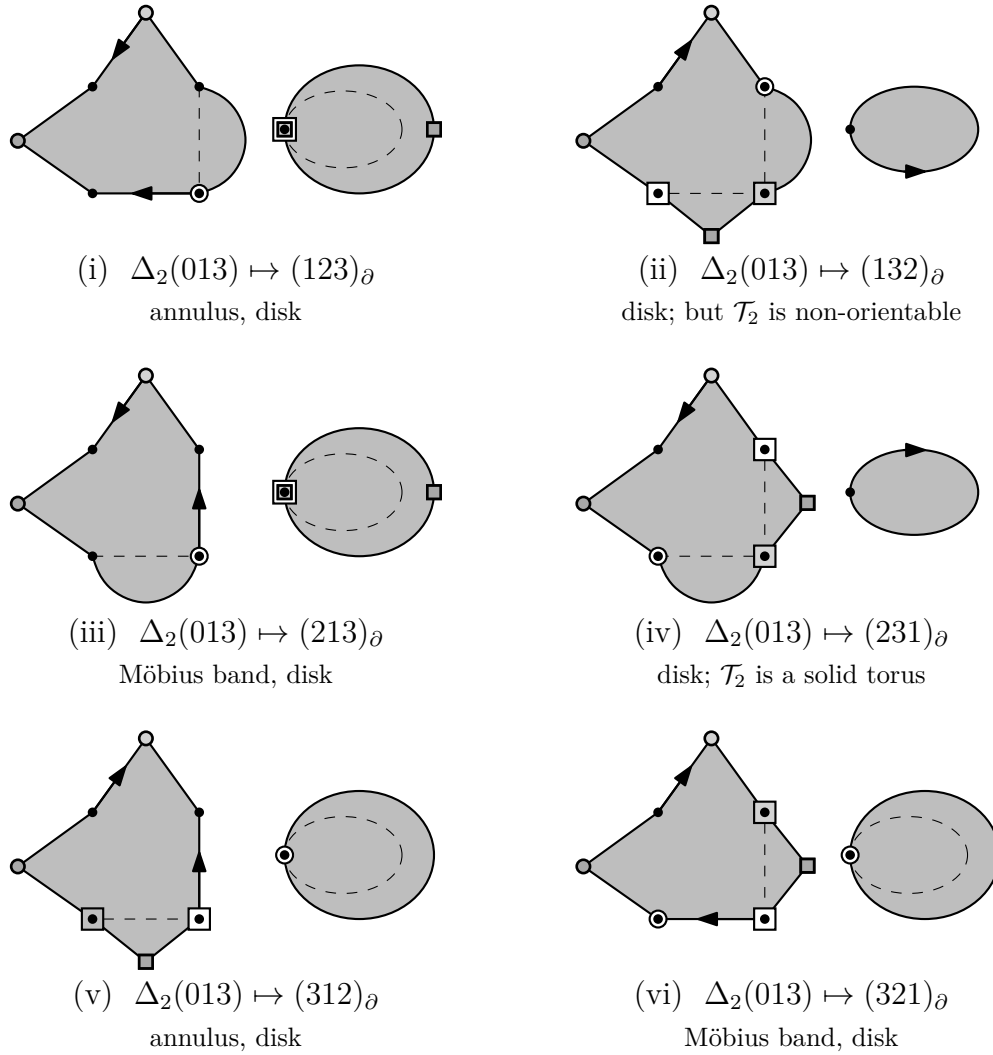 (i) Δ₂(013) ↦ (123)∂
annulus, disk
(ii) Δ₂(013) ↦ (132)∂
disk; but 𝒯₂ is non-orientable
(iii) Δ₂(013) ↦ (213)∂
Möbius band, disk
(iv) Δ₂(013) ↦ (231)∂
disk; 𝒯₂ is a solid torus
(v) Δ₂(013) ↦ (312)∂
annulus, disk
(vi) Δ₂(013) ↦ (321)∂
Möbius band, disk